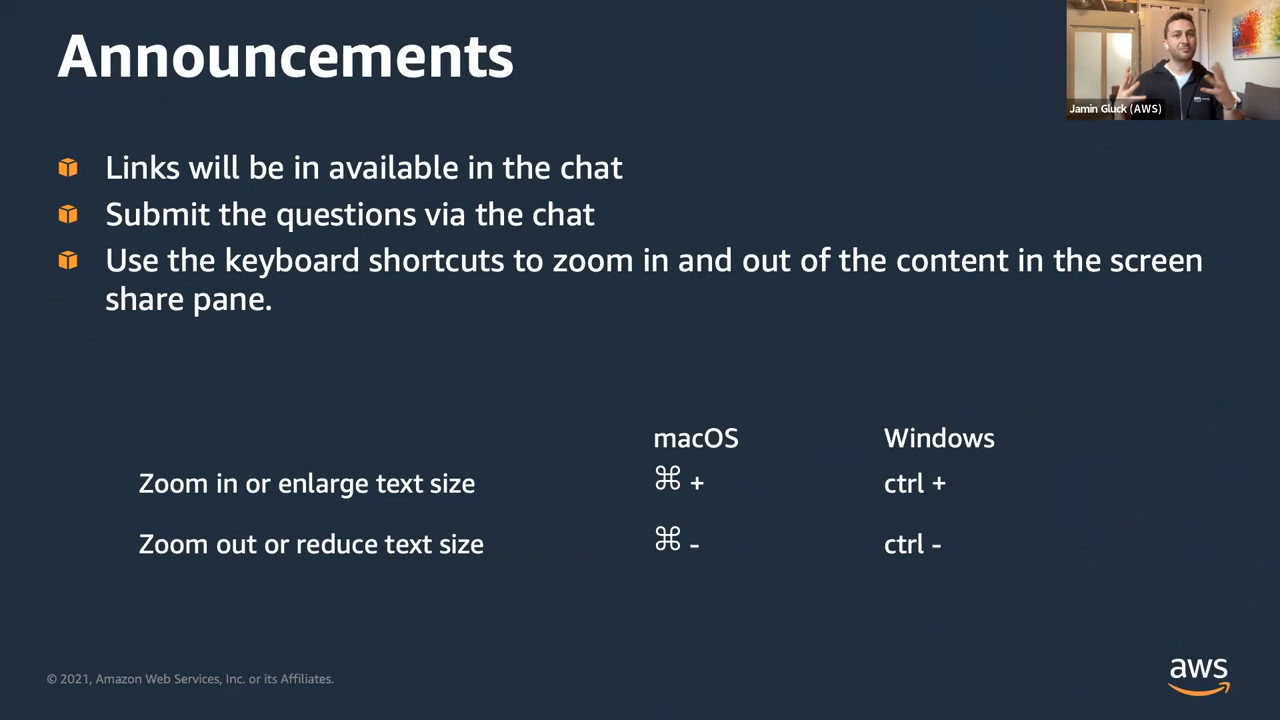 Announcements
Jamin Gluck (AWS)
Links will be in available in the chat
Submit the questions via the chat
Use the keyboard shortcuts to zoom in and out of the content in the screen
share pane.
macOS Windows
Zoom in or enlarge text size ⌘ + ctrl +
Zoom out or reduce text size ⌘ - ctrl -
© 2021, Amazon Web Services, Inc. or its Affiliates.
aws